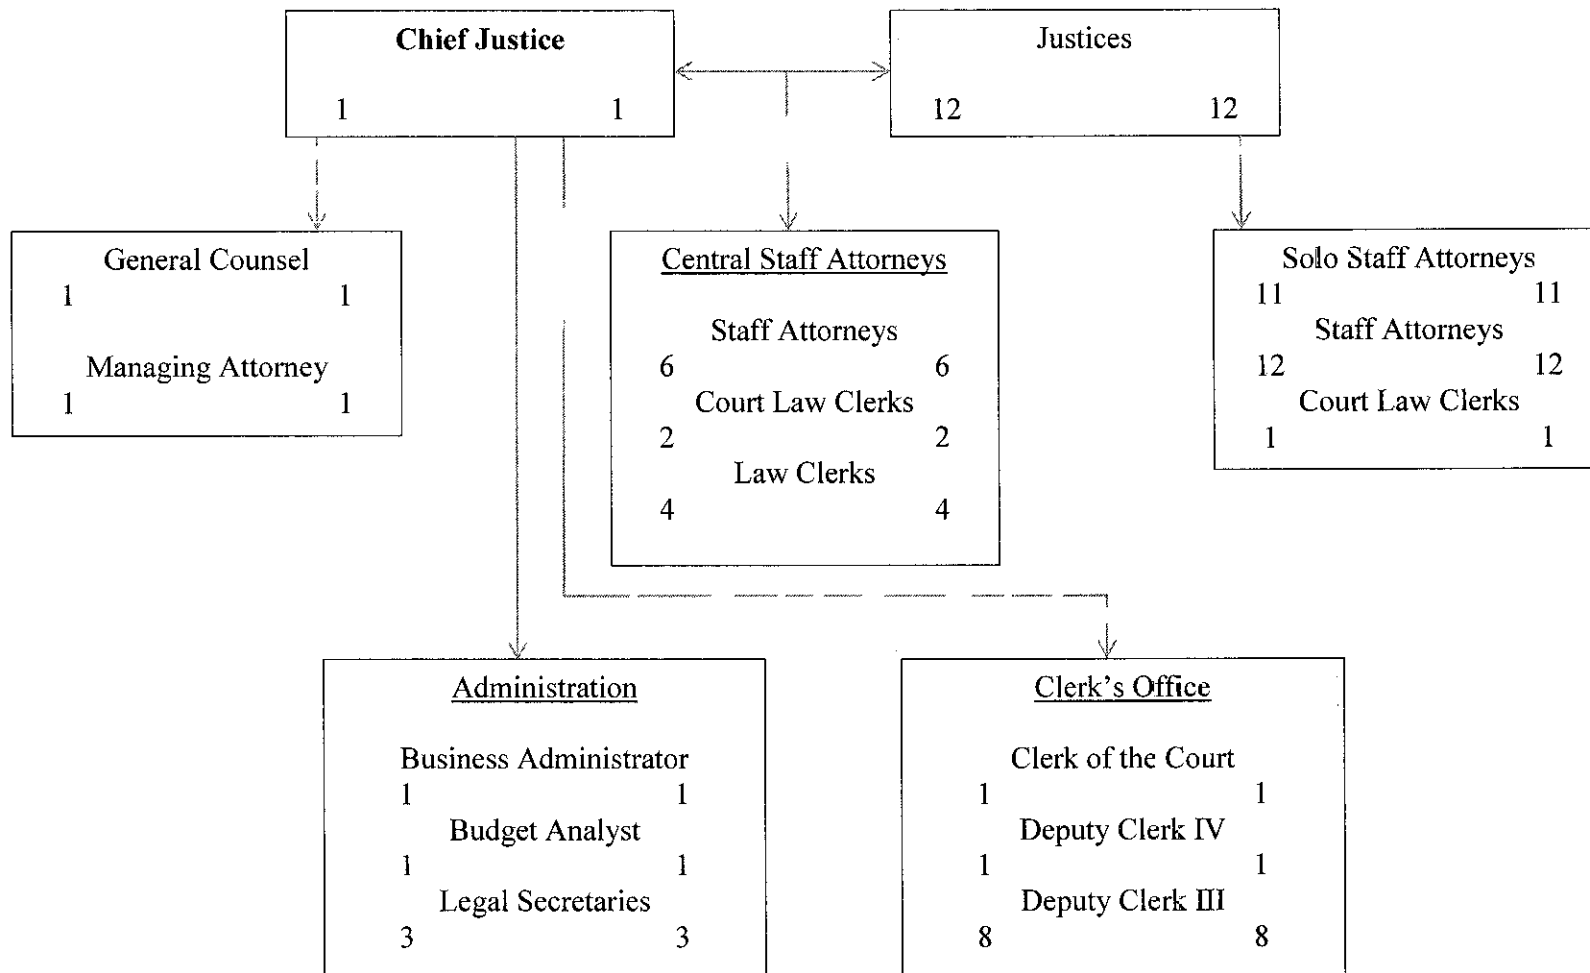 Chief Justice
1 1
Justices
12 12
General Counsel
1 1
Managing Attorney
1 1
Central Staff Attorneys
Staff Attorneys
6 6
Court Law Clerks
2 2
Law Clerks
4 4
Solo Staff Attorneys
11 11
Staff Attorneys
12 12
Court Law Clerks
1 1
Administration
Business Administrator
1 1
Budget Analyst
1 1
Legal Secretaries
3 3
Clerk’s Office
Clerk of the Court
1 1
Deputy Clerk IV
1 1
Deputy Clerk III
8 8